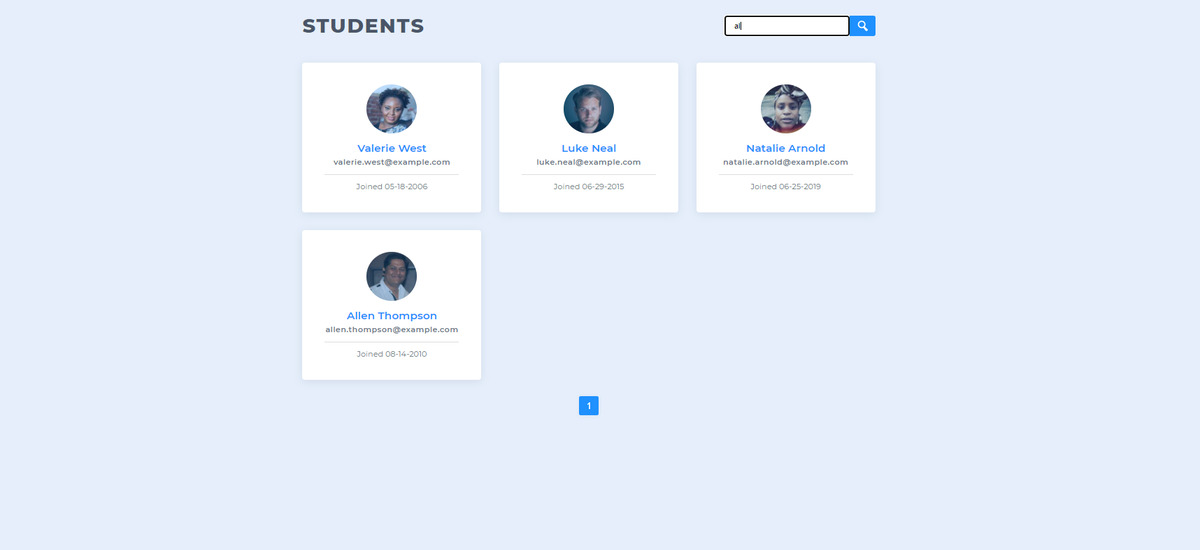 STUDENTS
al
Valerie West
valerie.west@example.com
Joined 05-18-2006
Luke Neal
luke.neal@example.com
Joined 06-29-2015
Natalie Arnold
natalie.arnold@example.com
Joined 06-25-2019
Allen Thompson
allen.thompson@example.com
Joined 08-14-2010
1